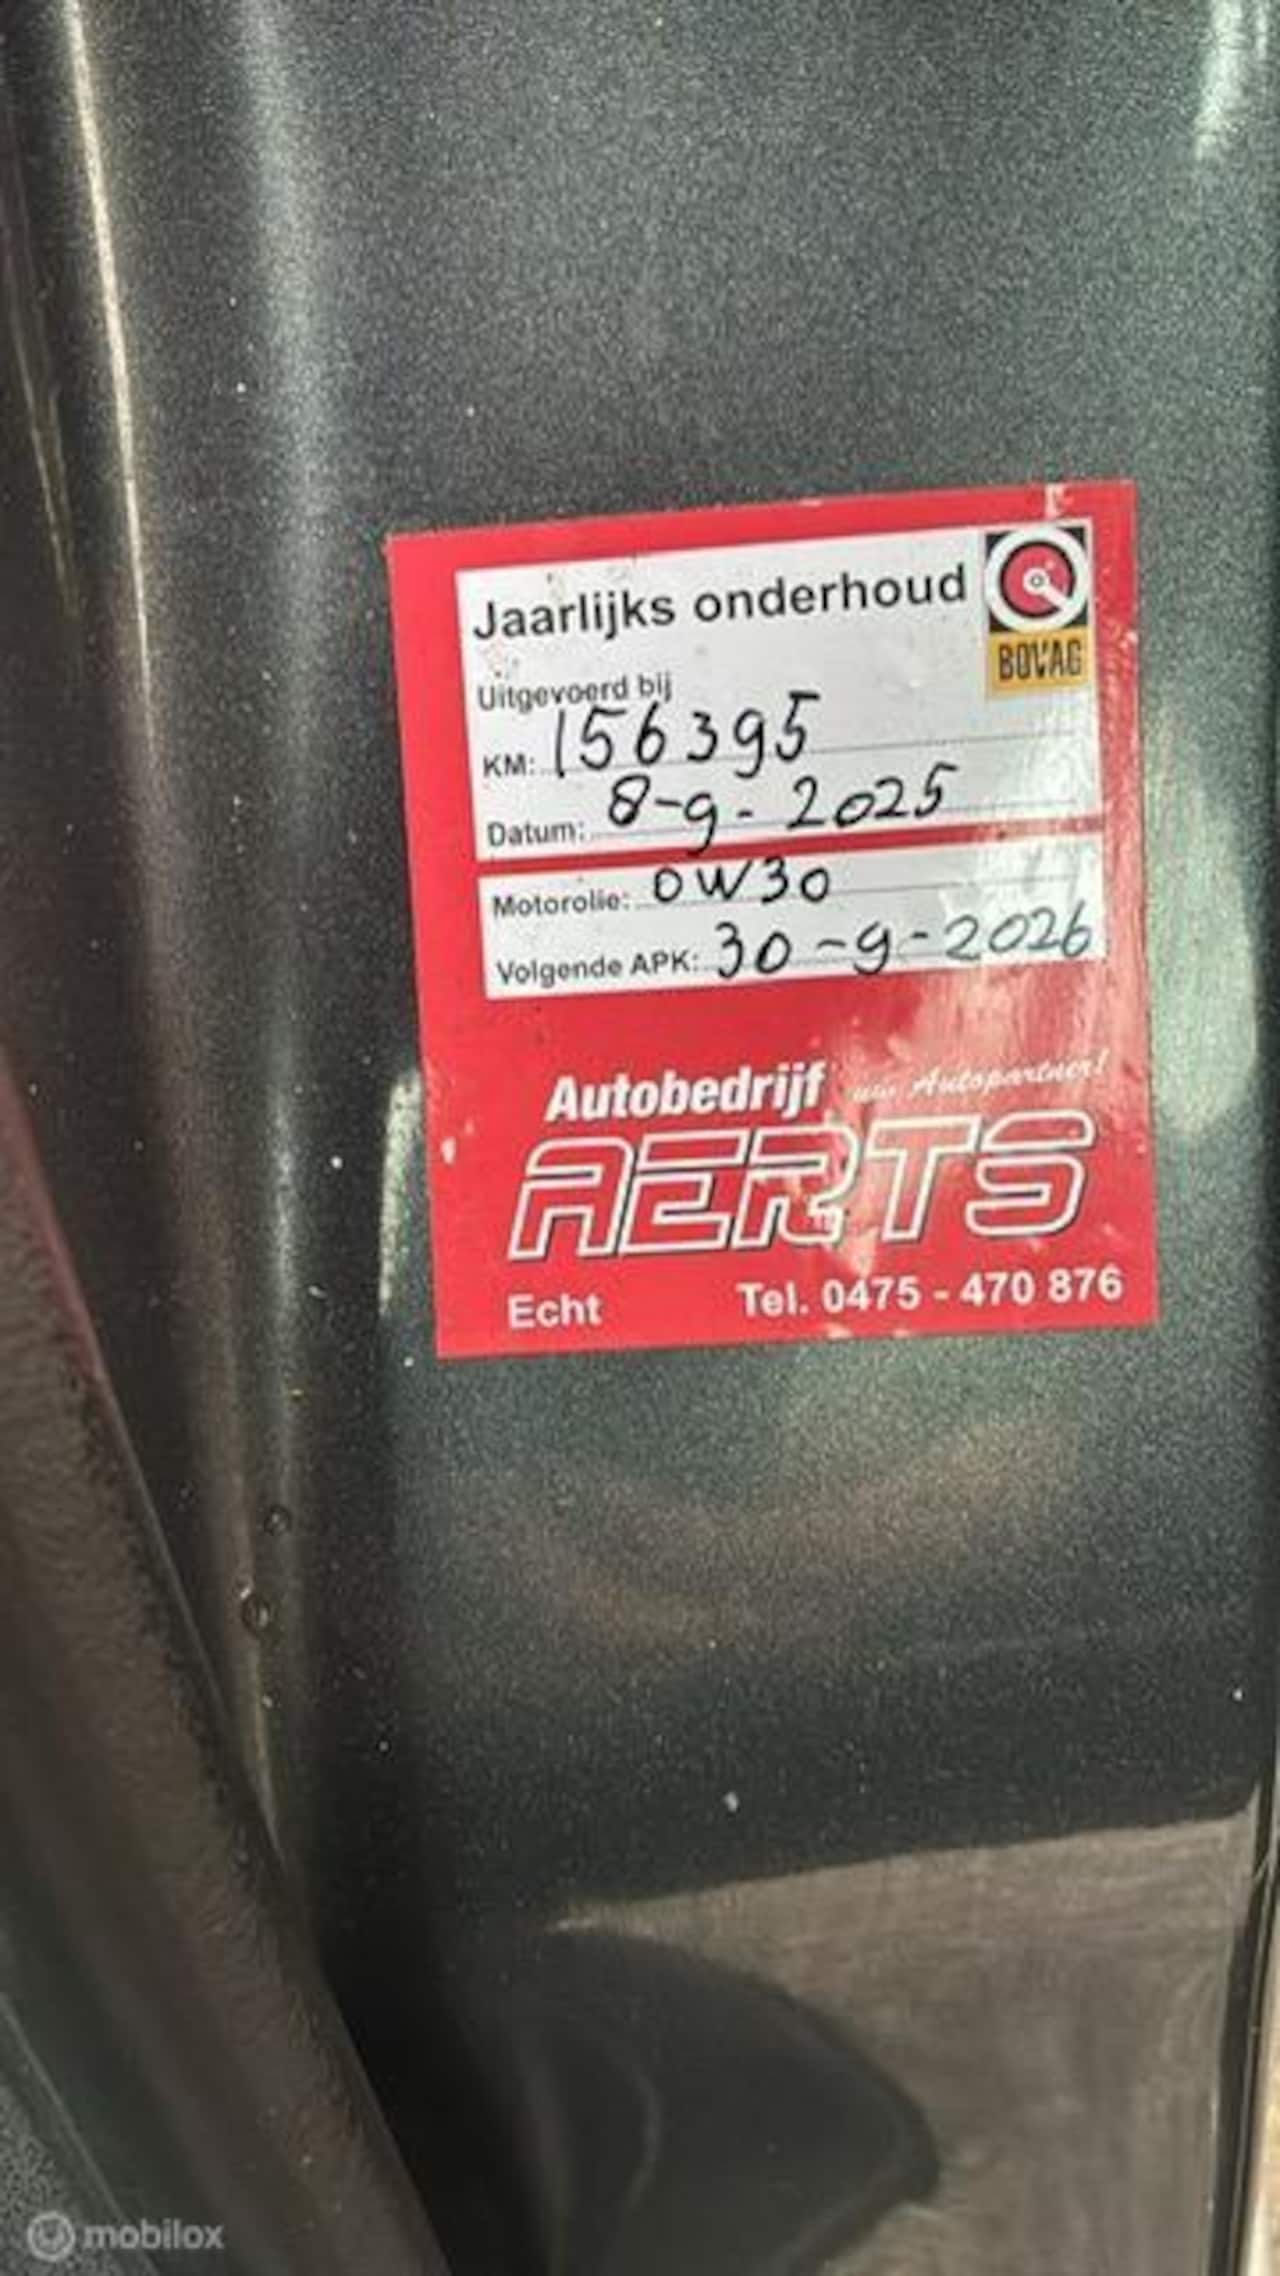 Jaarlijks onderhoud
BOVAG
Uitgevoerd bij
KM: 156395
Datum: 8-9-2025
Motorolie: 0W30
Volgende APK: 30-9-2026
Autobedrijf uw Autopartner!
AERTS
Echt Tel. 0475 - 470 876
mobilox